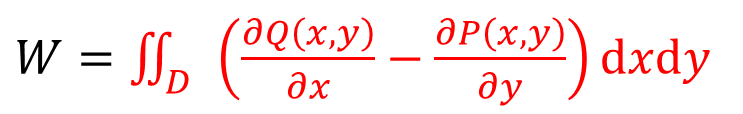 W = ∬_D (∂Q(x,y)/∂x − ∂P(x,y)/∂y) dxdy